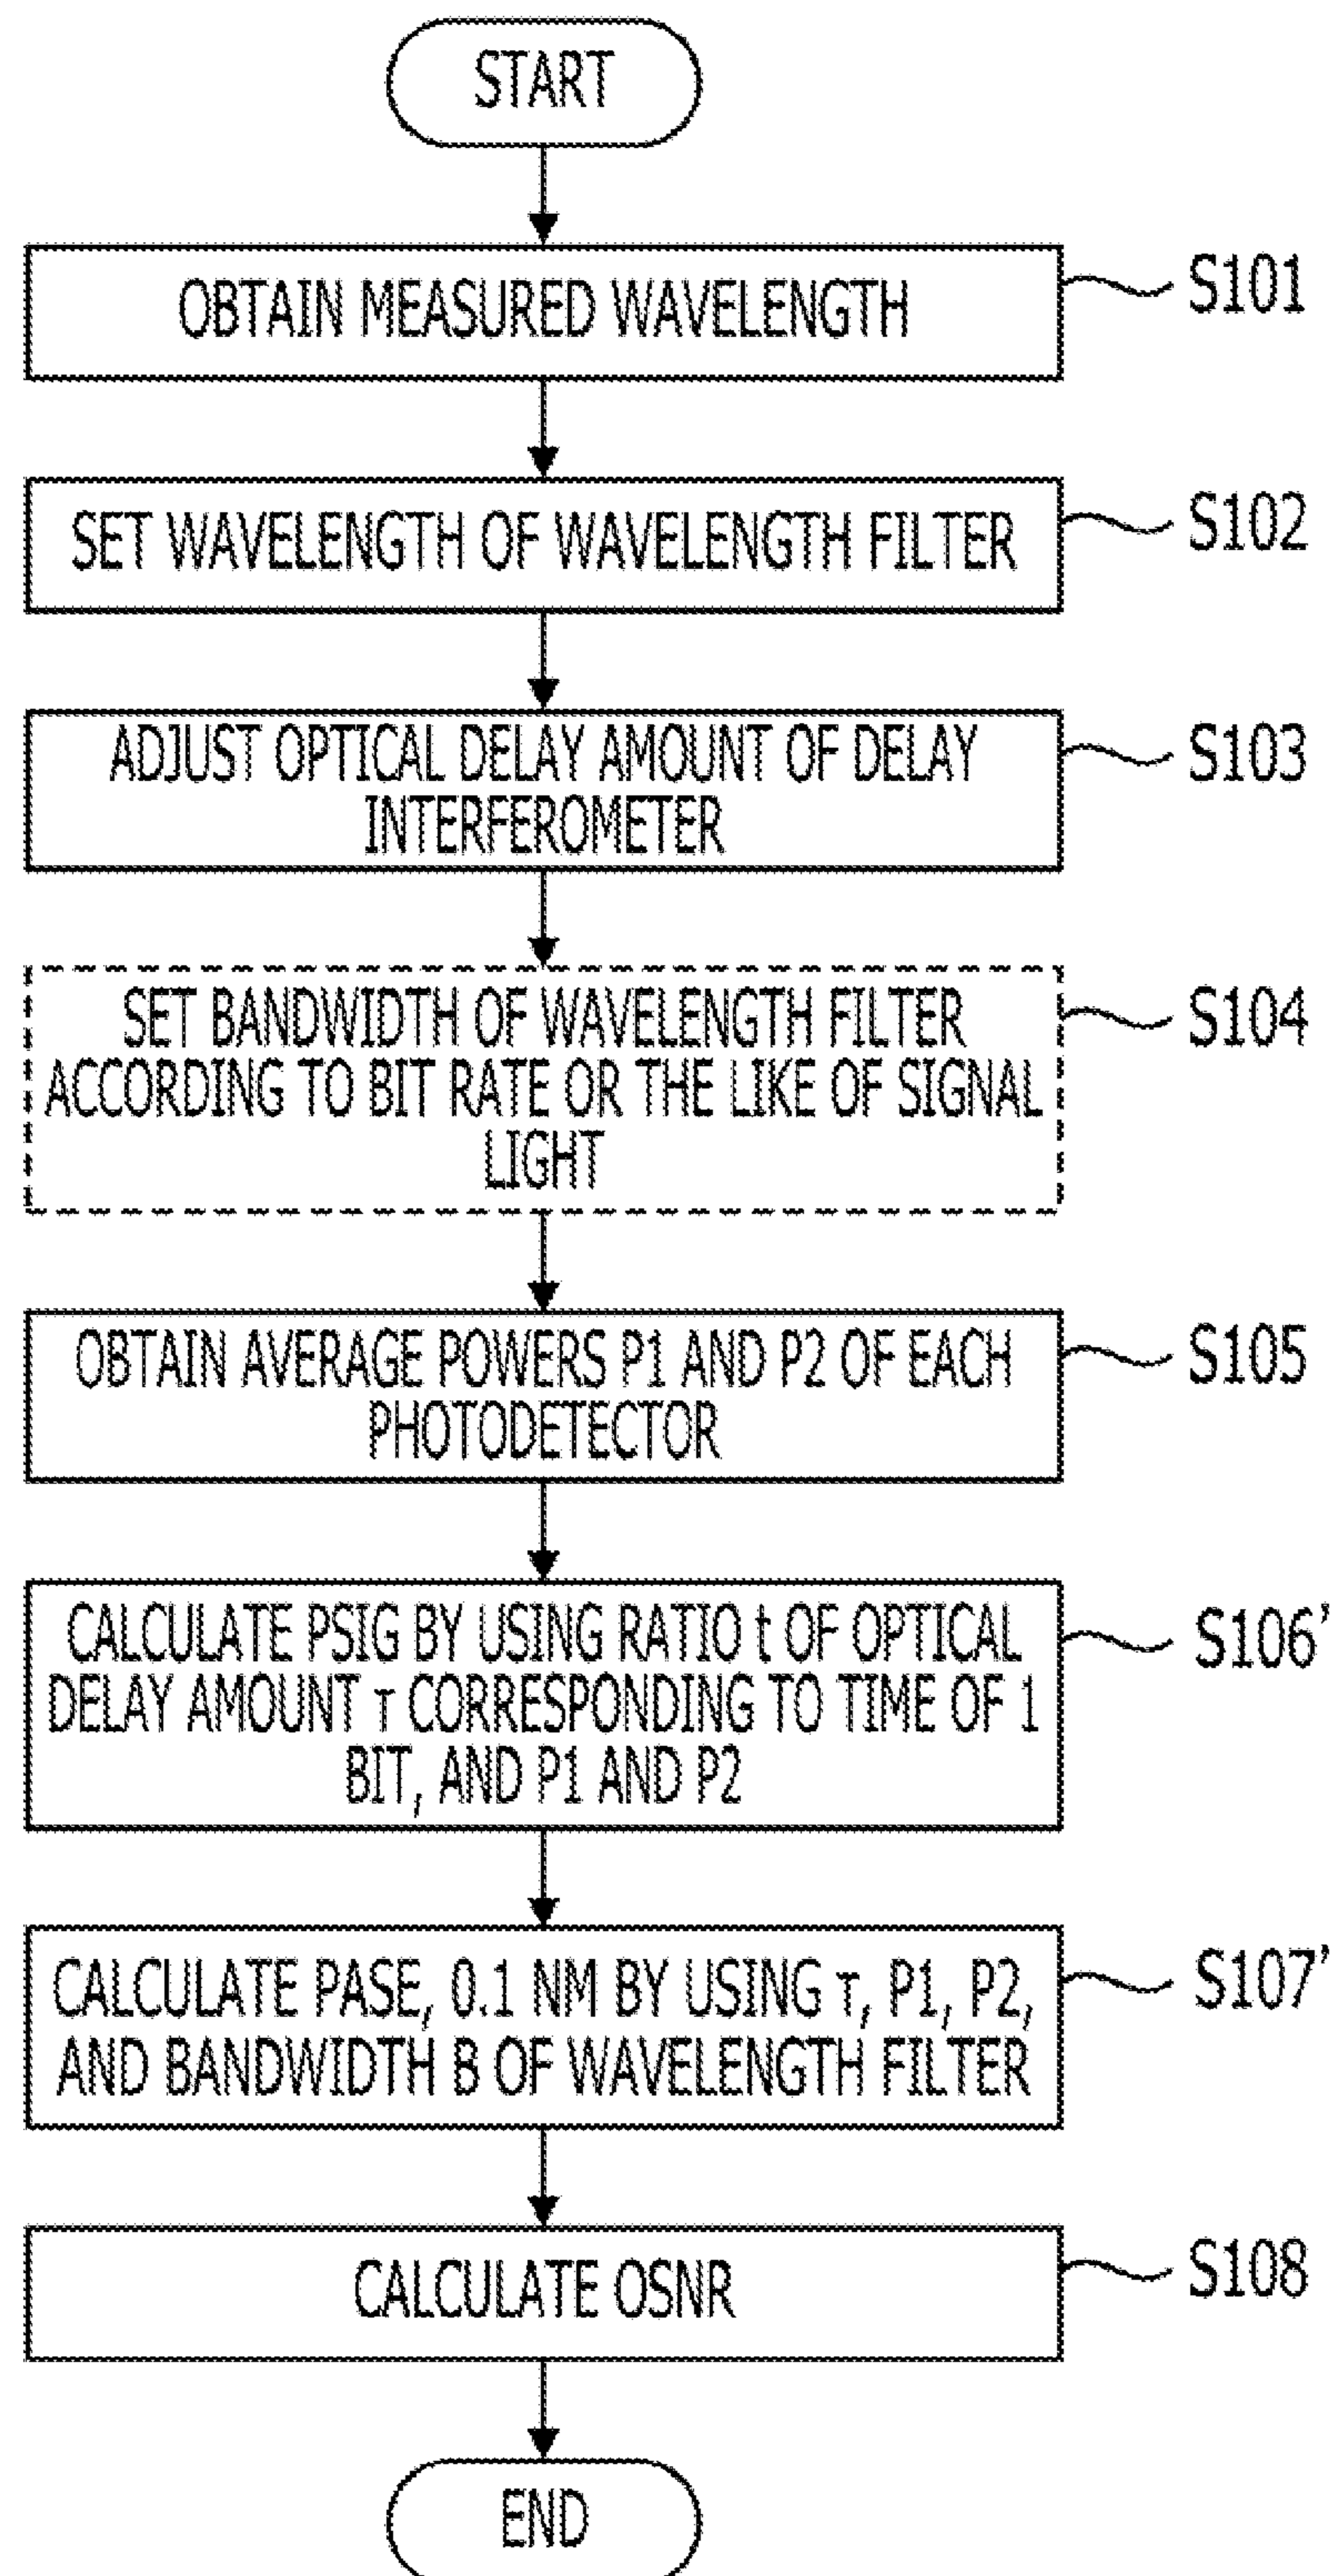 START
OBTAIN MEASURED WAVELENGTH
S101
SET WAVELENGTH OF WAVELENGTH FILTER
S102
ADJUST OPTICAL DELAY AMOUNT OF DELAY
INTERFEROMETER
S103
SET BANDWIDTH OF WAVELENGTH FILTER
ACCORDING TO BIT RATE OR THE LIKE OF SIGNAL
LIGHT
S104
OBTAIN AVERAGE POWERS P1 AND P2 OF EACH
PHOTODETECTOR
S105
CALCULATE PSIG BY USING RATIO t OF OPTICAL
DELAY AMOUNT τ CORRESPONDING TO TIME OF 1
BIT, AND P1 AND P2
S106'
CALCULATE PASE, 0.1 NM BY USING τ, P1, P2,
AND BANDWIDTH B OF WAVELENGTH FILTER
S107'
CALCULATE OSNR
S108
END